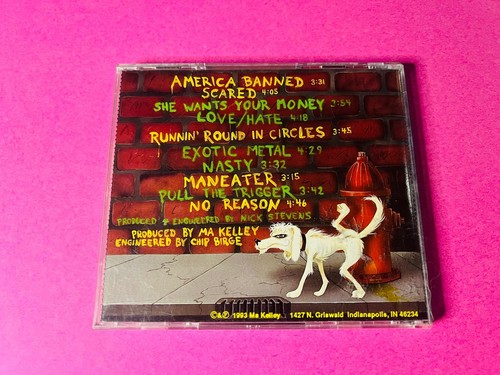 AMERICA BANNED 3:31
SCARED 4:05
SHE WANTS YOUR MONEY 3:54
LOVE/HATE 4:18
RUNNIN' ROUND IN CIRCLES 3:45
EXOTIC METAL 4:29
NASTY 3:32
MANEATER 3:15
PULL THE TRIGGER 3:42
NO REASON 4:46
PRODUCED & ENGINEERED BY NICK STEVENS
PRODUCED BY MA KELLEY
ENGINEERED BY CHIP BIRGE
©&℗ 1993 Ma Kelley 1427 N. Griswald Indianapolis, IN 46234